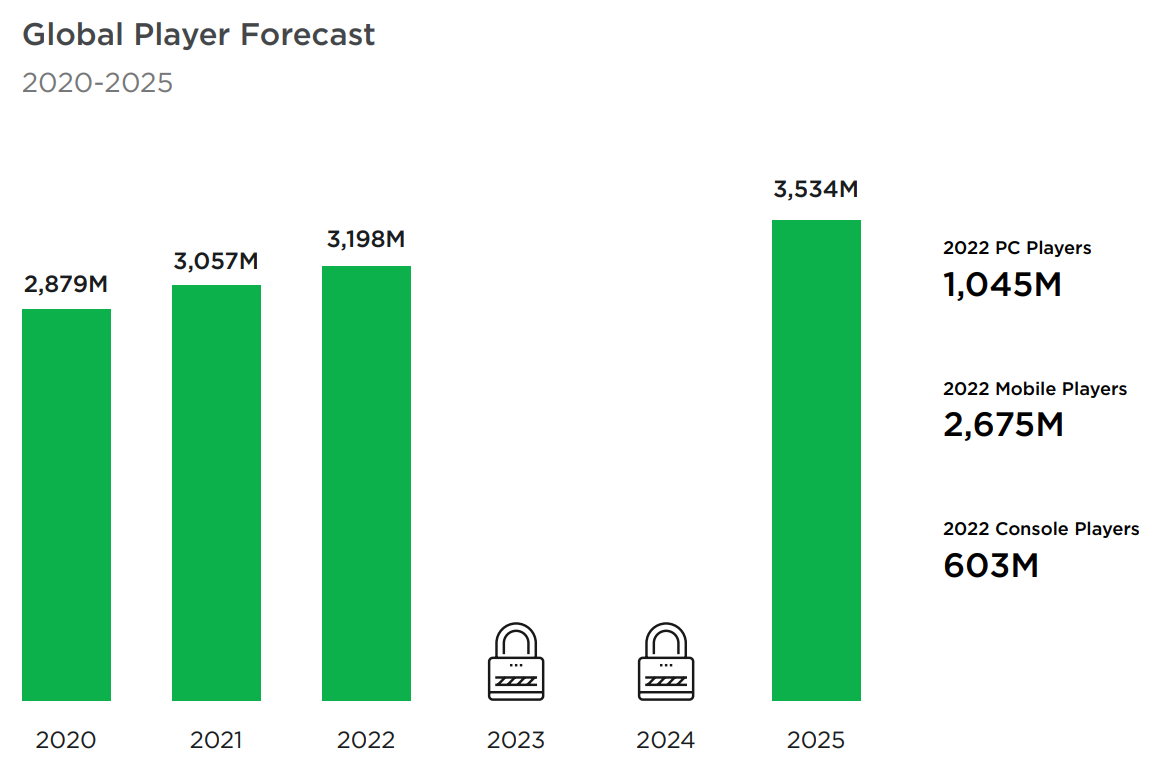 Global Player Forecast
2020-2025
2,879M
3,057M
3,198M
3,534M
2020
2021
2022
2023
2024
2025
2022 PC Players
1,045M
2022 Mobile Players
2,675M
2022 Console Players
603M